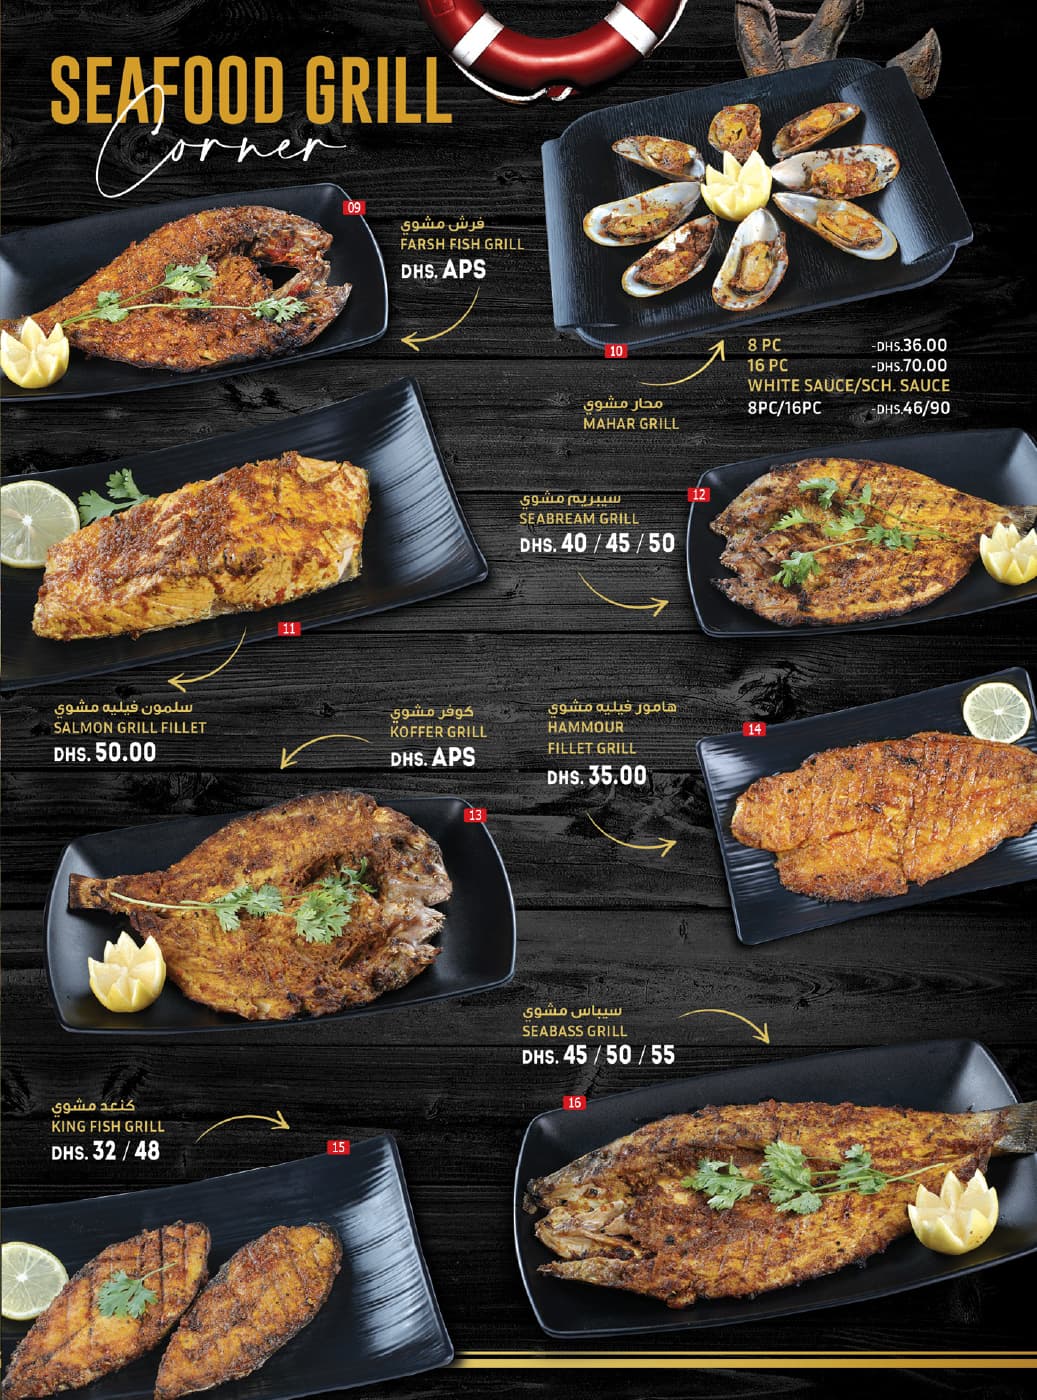 SEAFOOD GRILL
Corner
09
فرش مشوي
FARSH FISH GRILL
DHS. APS
10
8 PC -DHS.36.00
16 PC -DHS.70.00
WHITE SAUCE/SCH. SAUCE
8PC/16PC -DHS.46/90
محار مشوي
MAHAR GRILL
12
سيبريم مشوي
SEABREAM GRILL
DHS. 40 / 45 / 50
11
سلمون فيليه مشوي
SALMON GRILL FILLET
DHS. 50.00
كوفر مشوي
KOFFER GRILL
DHS. APS
هامور فيليه مشوي
HAMMOUR
FILLET GRILL
DHS. 35.00
14
13
سيباس مشوي
SEABASS GRILL
DHS. 45 / 50 / 55
16
كنعد مشوي
KING FISH GRILL
DHS. 32 / 48
15